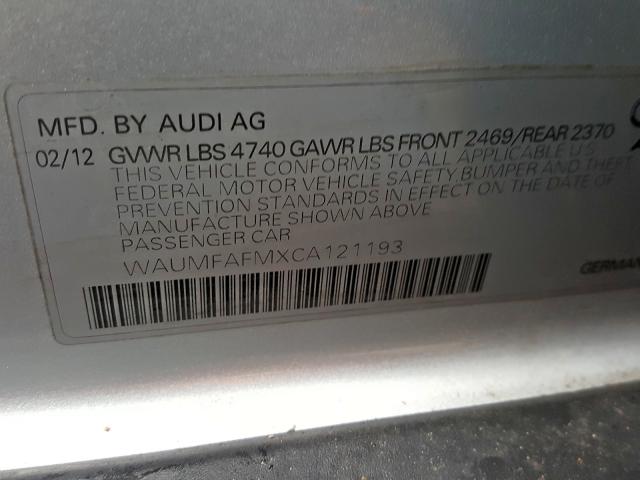 MFD. BY AUDI AG
02/12 GVWR LBS 4740 GAWR LBS FRONT 2469/REAR 2370
THIS VEHICLE CONFORMS TO ALL APPLICABLE US
FEDERAL MOTOR VEHICLE SAFETY, BUMPER AND THEFT
PREVENTION STANDARDS IN EFFECT ON THE DATE OF
MANUFACTURE SHOWN ABOVE
PASSENGER CAR
WAUMFAFMXCA121193
GERMAN